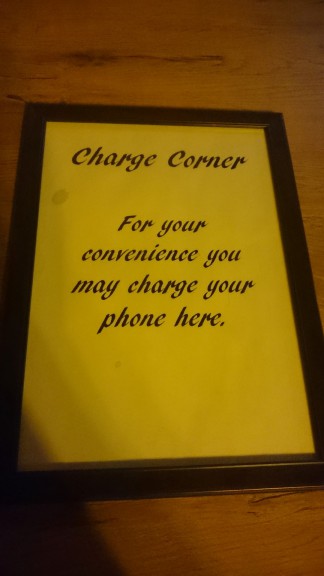 Charge Corner
For your
convenience you
may charge your
phone here.